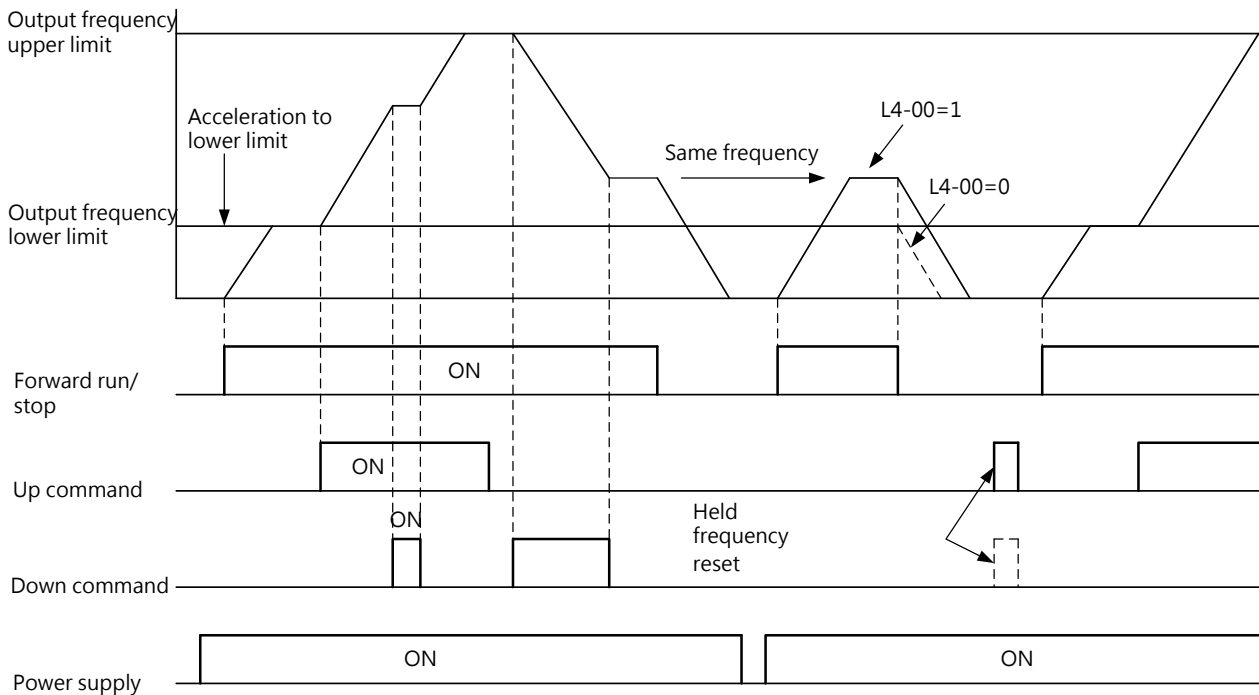 Output frequency
upper limit
Acceleration to
lower limit
L4-00=1
Same frequency
L4-00=0
Output frequency
lower limit
Forward run/
stop
ON
Up command
ON
ON
Held
frequency
reset
Down command
Power supply
ON
ON